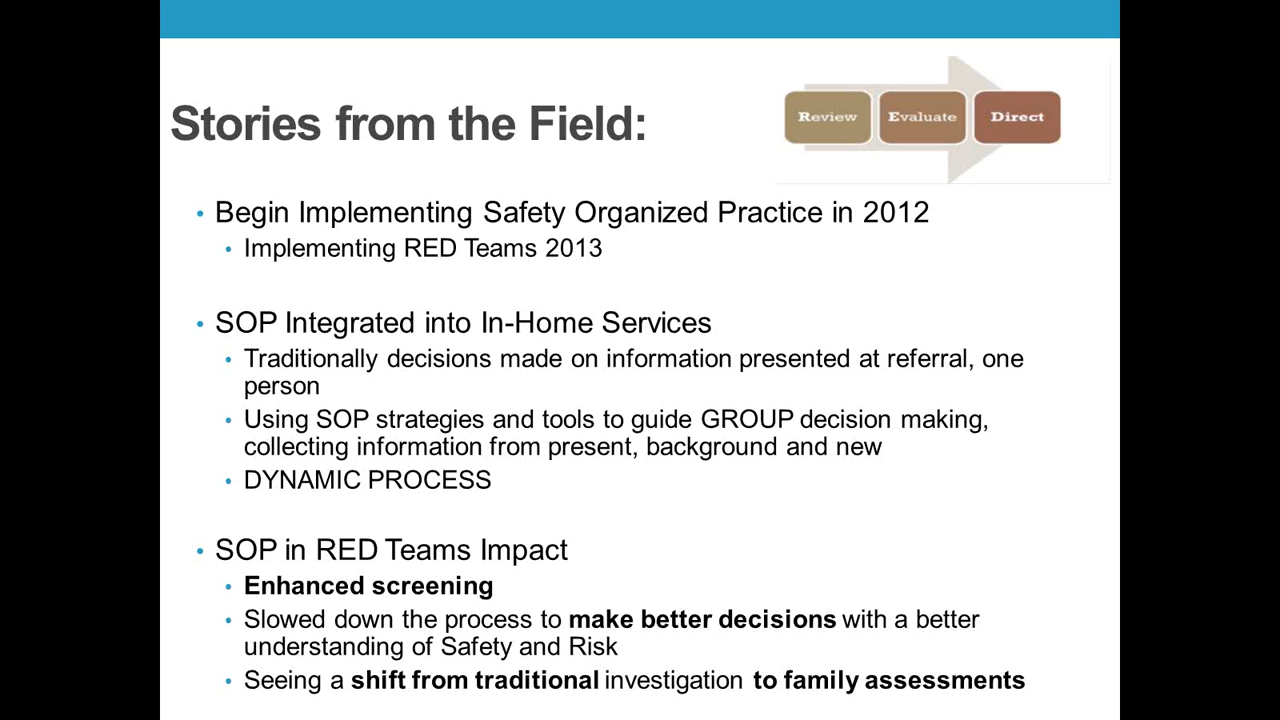 Stories from the Field:
Review Evaluate Direct
• Begin Implementing Safety Organized Practice in 2012
• Implementing RED Teams 2013
• SOP Integrated into In-Home Services
• Traditionally decisions made on information presented at referral, one
person
• Using SOP strategies and tools to guide GROUP decision making,
collecting information from present, background and new
• DYNAMIC PROCESS
• SOP in RED Teams Impact
• Enhanced screening
• Slowed down the process to make better decisions with a better
understanding of Safety and Risk
• Seeing a shift from traditional investigation to family assessments